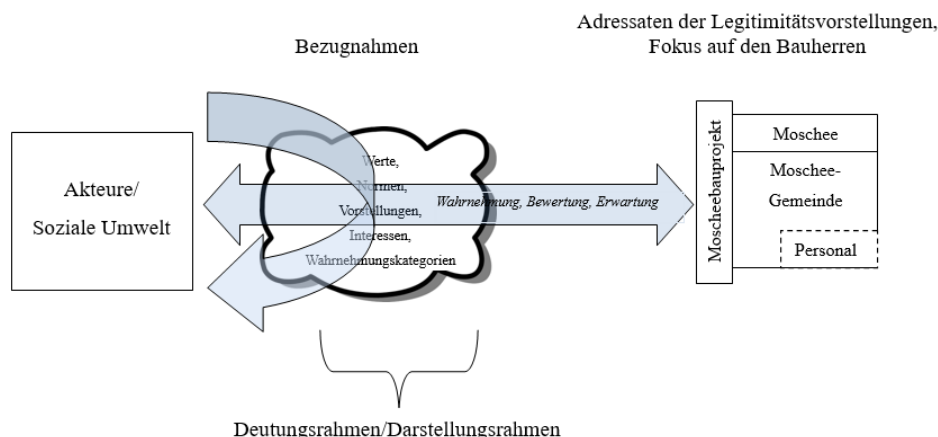 Adressaten der Legitimitätsvorstellungen,
Fokus auf den Bauherren
Bezugnahmen
Akteure/
Soziale Umwelt
Werte,
Normen,
Vorstellungen,
Interessen,
Wahrnehmungskategorien
Wahrnehmung, Bewertung, Erwartung
Moscheebauprojekt
Moschee
Moschee-
Gemeinde
Personal
Deutungsrahmen/Darstellungsrahmen